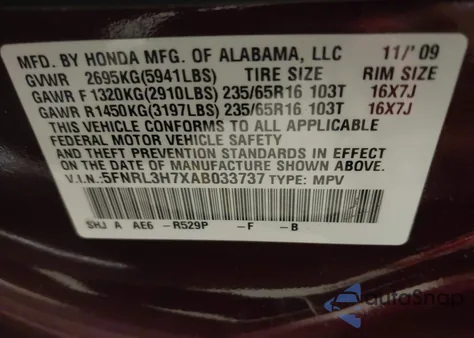 MFD. BY HONDA MFG. OF ALABAMA, LLC 11/'09
GVWR 2695KG(5941LBS) TIRE SIZE RIM SIZE
GAWR F 1320KG(2910LBS) 235/65R16 103T 16X7J
GAWR R1450KG(3197LBS) 235/65R16 103T 16X7J
THIS VEHICLE CONFORMS TO ALL APPLICABLE
FEDERAL MOTOR VEHICLE SAFETY
AND THEFT PREVENTION STANDARDS IN EFFECT
ON THE DATE OF MANUFACTURE SHOWN ABOVE.
V.I.N.:5FNRL3H7XAB033737 TYPE: MPV
SHJ A AE6 -R529P -F -B
AutoSnap